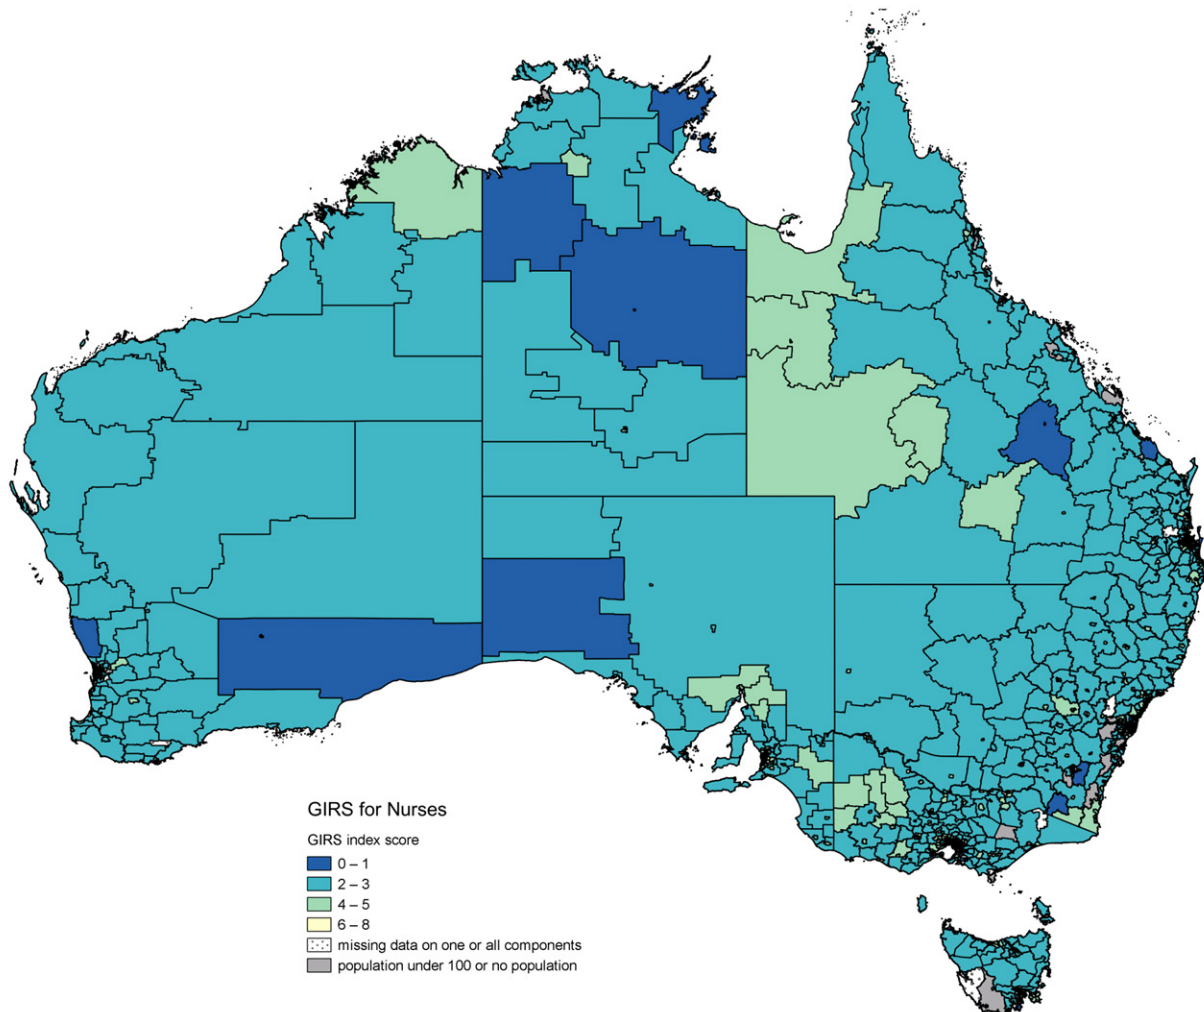 GIRS for Nurses
GIRS index score
0 – 1
2 – 3
4 – 5
6 – 8
missing data on one or all components
population under 100 or no population